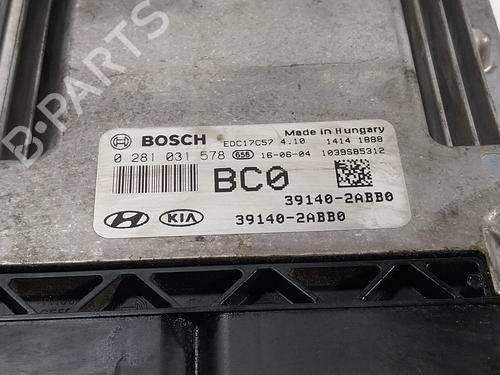 BOSCH EDC17C57 4.10 Made in Hungary 1414 1888
0 281 031 578 658 16-06-04 1039S85312
BC0
39140-2ABB0
HYUNDAI KIA 39140-2ABB0
B-PARTS